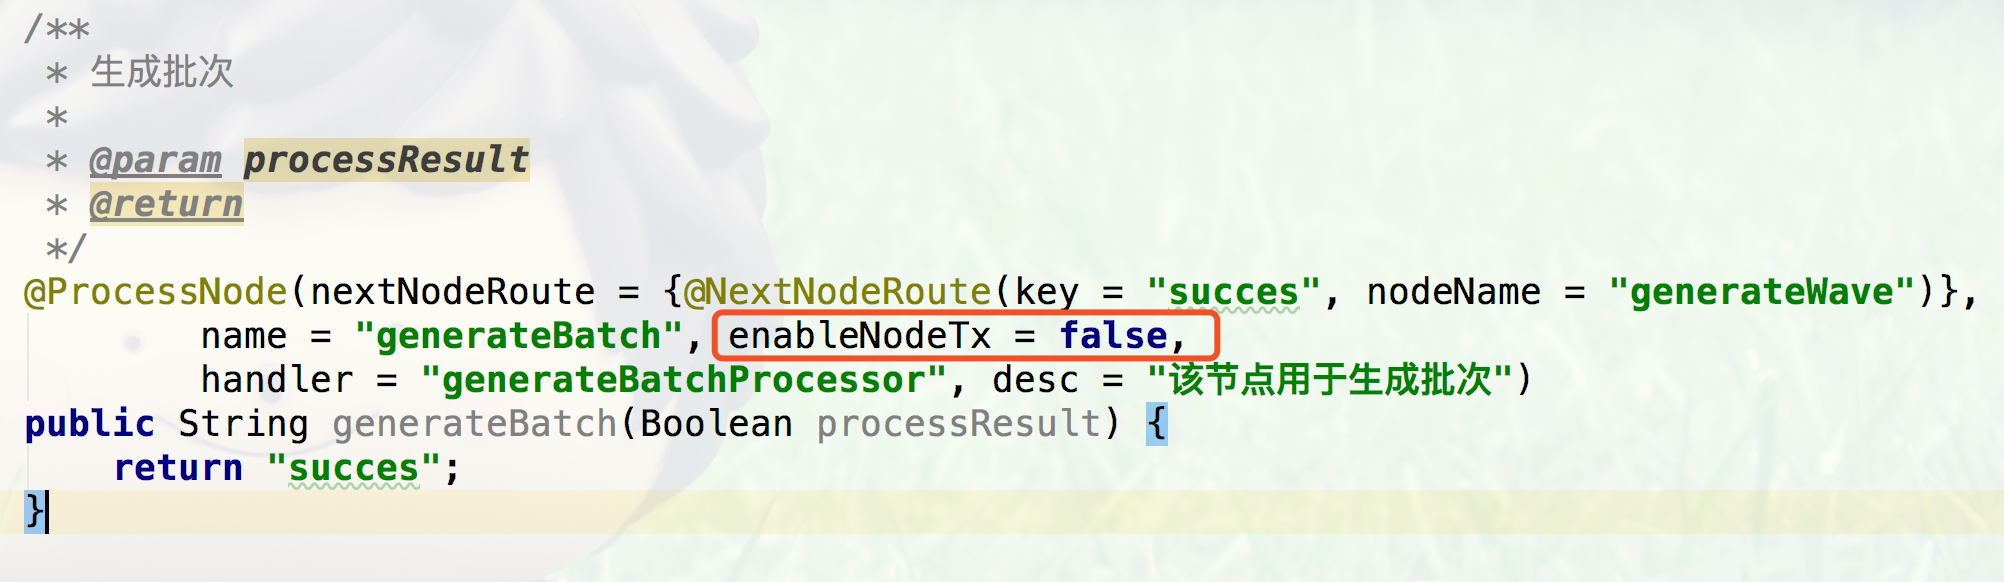 /**
 * 生成批次
 *
 * @param processResult
 * @return
 */
@ProcessNode(nextNodeRoute = {@NextNodeRoute(key = "succes", nodeName = "generateWave")},
        name = "generateBatch", enableNodeTx = false,
        handler = "generateBatchProcessor", desc = "该节点用于生成批次")
public String generateBatch(Boolean processResult) {
    return "succes";
}